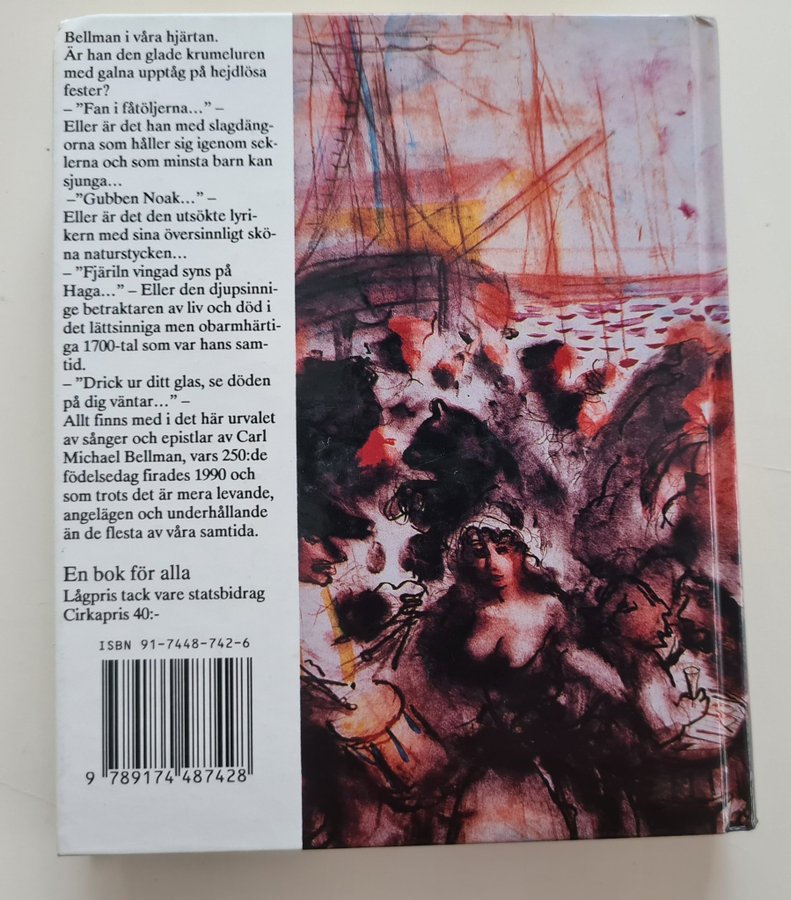 Bellman i våra hjärtan.
Är han den glade krumeluren
med galna upptåg på hejdlösa
fester?
– ”Fan i fåtöljerna...” –
Eller är det han med slagdäng-
orna som håller sig igenom sek-
lerna och som minsta barn kan
sjunga...
–”Gubben Noak...” –
Eller är det den utsökte lyri-
kern med sina översinnligt skö-
na naturstycken...
– ”Fjäriln vingad syns på
Haga...” – Eller den djupsinni-
ge betraktaren av liv och död i
det lättsinniga men obarmhärti-
ga 1700-tal som var hans sam-
tid.
– ”Drick ur ditt glas, se döden
på dig väntar...” –
Allt finns med i det här urvalet
av sånger och epistlar av Carl
Michael Bellman, vars 250:de
födelsedag firades 1990 och
som trots det är mera levande,
angelägen och underhållande
än de flesta av våra samtida.
En bok för alla
Lågpris tack vare statsbidrag
Cirkapris 40:-
ISBN 91-7448-742-6
9 789174 487428